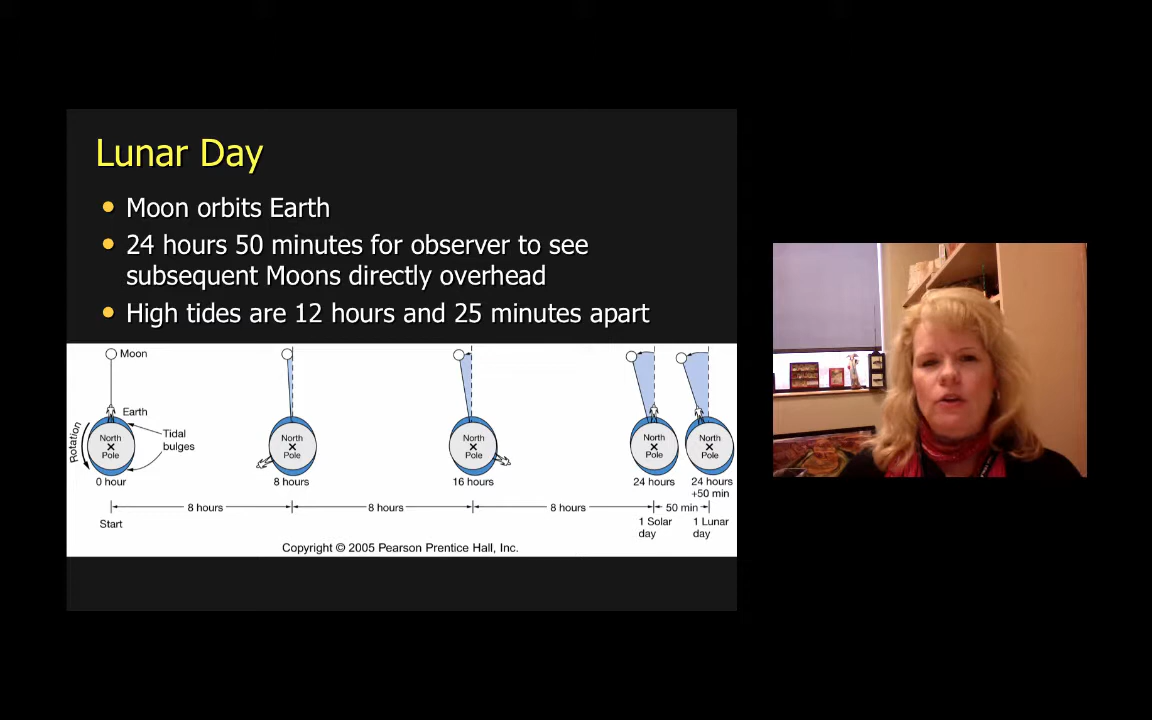 Lunar Day
Moon orbits Earth
24 hours 50 minutes for observer to see
subsequent Moons directly overhead
High tides are 12 hours and 25 minutes apart
Moon
Earth
Rotation
Tidal
bulges
North
Pole
North
Pole
North
Pole
North
Pole
North
Pole
0 hour
8 hours
16 hours
24 hours
24 hours
+50 min
8 hours
8 hours
8 hours
50 min
Start
1 Solar
day
1 Lunar
day
Copyright © 2005 Pearson Prentice Hall, Inc.